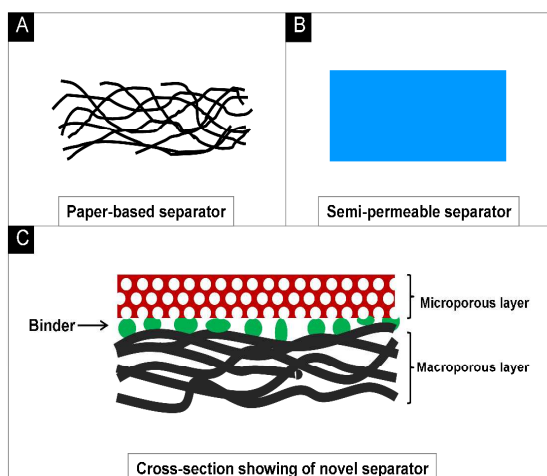 A
B
Paper-based separator
Semi-permeable separator
C
Microporous layer
Binder
Macroporous layer
Cross-section showing of novel separator